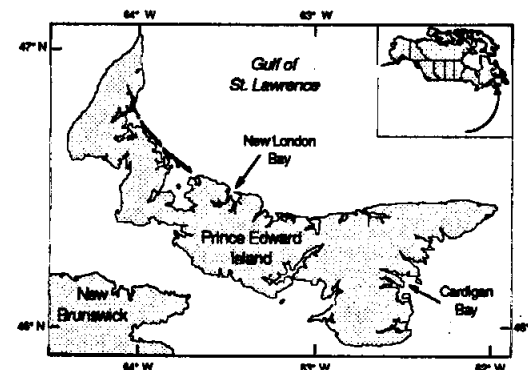 64° W
63° W
47° N
Gulf of
St. Lawrence
New London
Bay
Prince Edward
Island
New
Brunswick
Cardigan
Bay
46° N
46°
64° W
63° W
62° W